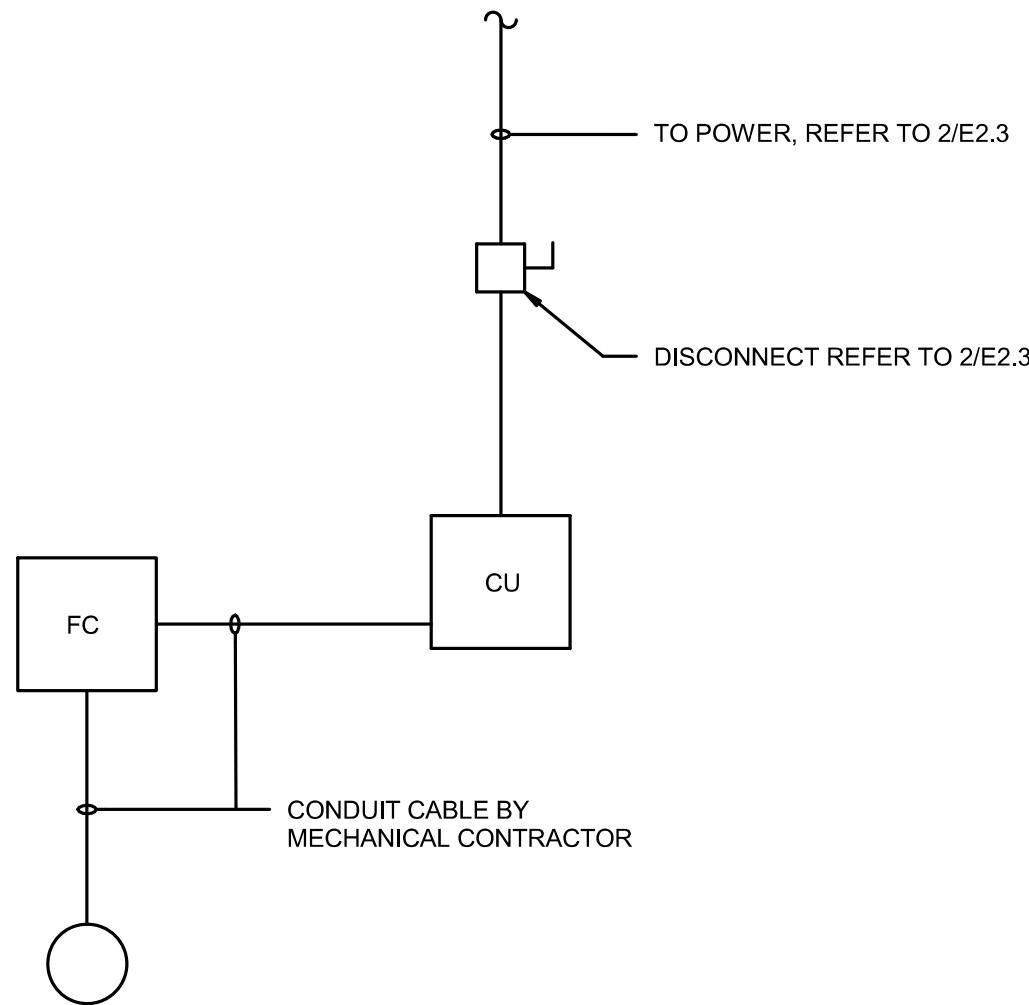 TO POWER, REFER TO 2/E2.3
DISCONNECT REFER TO 2/E2.3
CU
FC
CONDUIT CABLE BY
MECHANICAL CONTRACTOR